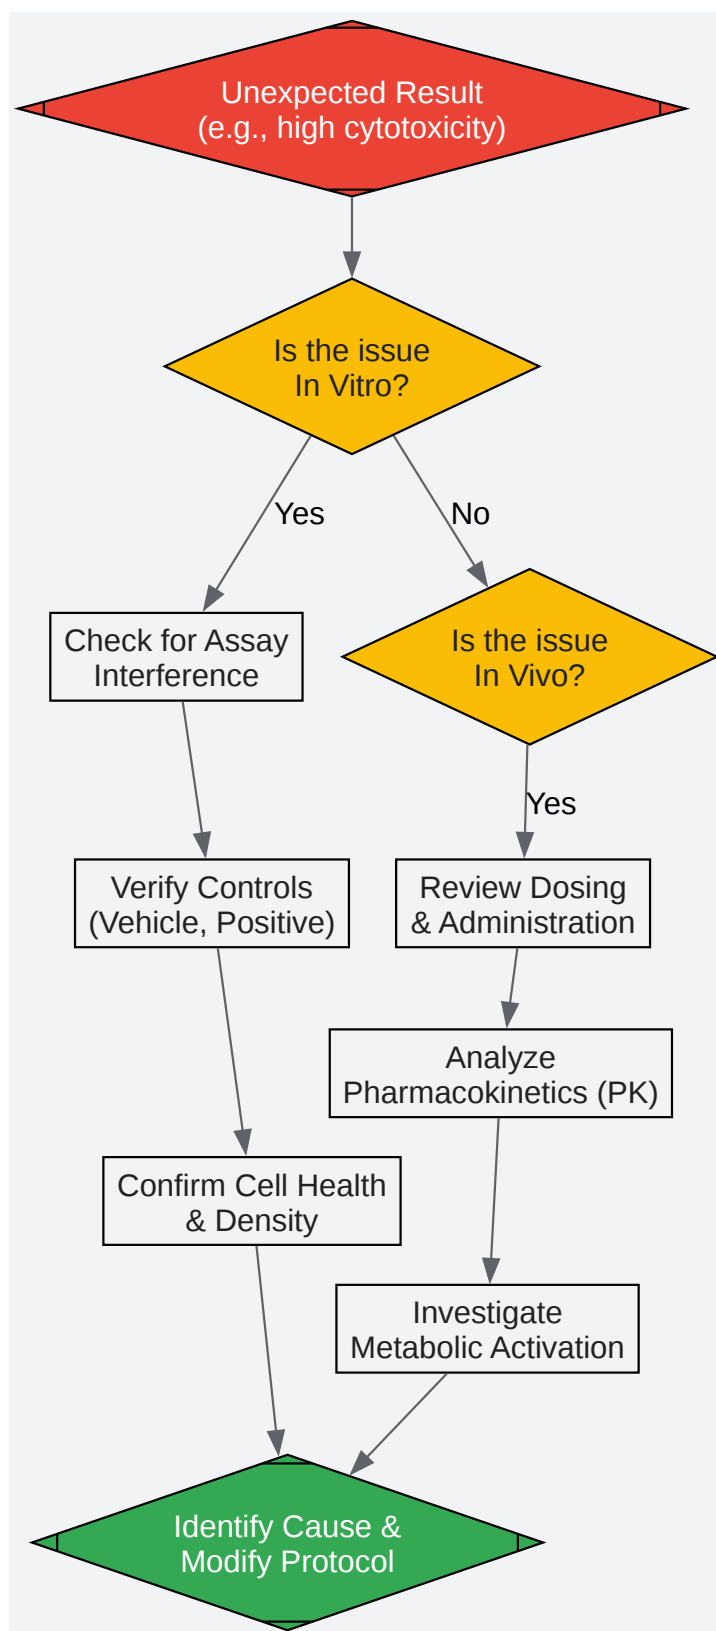 Unexpected Result
(e.g., high cytotoxicity)
Is the issue
In Vitro?
Yes
No
Check for Assay
Interference
Is the issue
In Vivo?
Yes
Verify Controls
(Vehicle, Positive)
Review Dosing
& Administration
Analyze
Pharmacokinetics (PK)
Confirm Cell Health
& Density
Investigate
Metabolic Activation
Identify Cause &
Modify Protocol